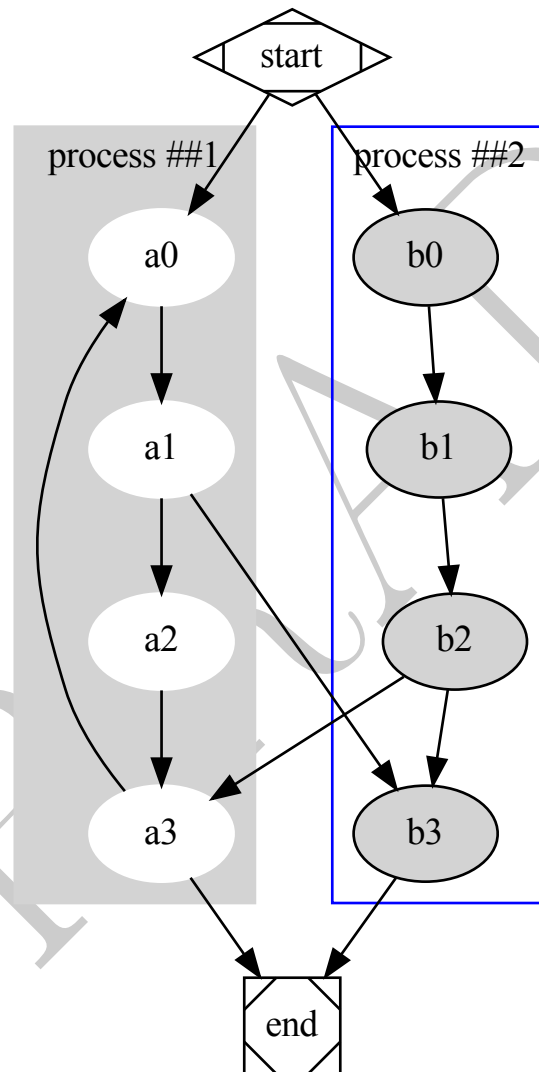 start
process ##1 process ##2
a0 b0
a1 b1
a2 b2
a3 b3
end